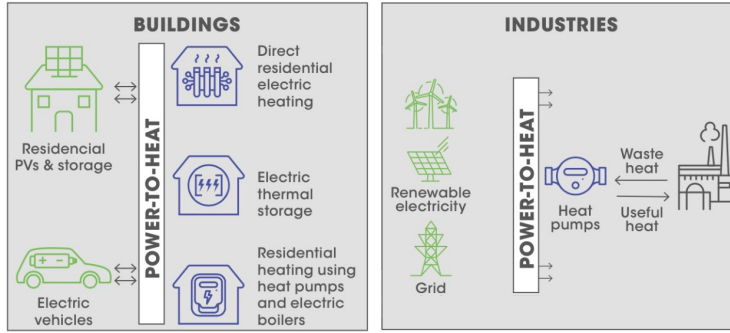 BUILDINGS
Residencial
PVs & storage
Electric
vehicles
POWER-TO-HEAT
Direct
residential
electric
heating
Electric
thermal
storage
Residential
heating using
heat pumps
and electric
boilers
INDUSTRIES
Renewable
electricity
Grid
POWER-TO-HEAT
Heat
pumps
Waste
heat
Useful
heat